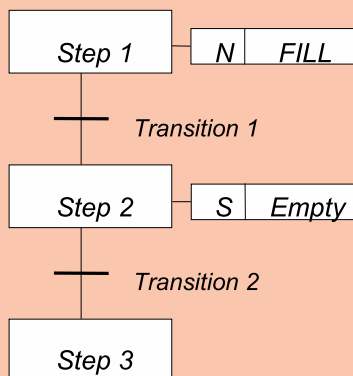 Step 1 N FILL
Transition 1
Step 2 S Empty
Transition 2
Step 3